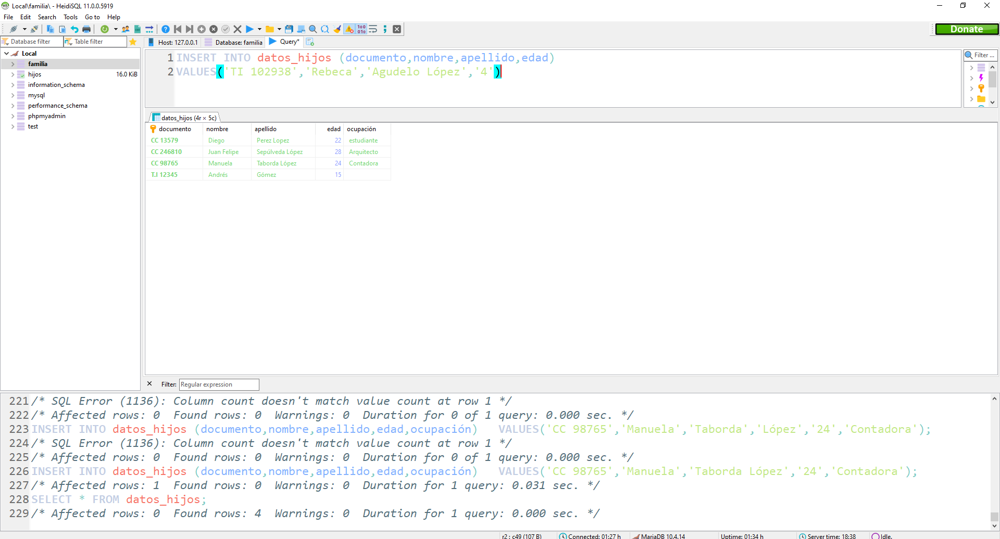 Local\familia\ - HeidiSQL 11.0.0.5919
File Edit Search Tools Go to Help
Donate
Database filter Table filter
Host: 127.0.0.1 Database: familia Query*
Local
familia
hijos 16.0 KiB
information_schema
mysql
performance_schema
phpmyadmin
test
1 INSERT INTO datos_hijos (documento,nombre,apellido,edad)
2 VALUES('TI 102938','Rebeca','Agudelo López','4')
Filter ...
datos_hijos (4r × 5c)
documento nombre apellido edad ocupación
CC 13579 Diego Perez Lopez 22 estudiante
CC 246810 Juan Felipe Sepúlveda López 28 Arquitecto
CC 98765 Manuela Taborda López 24 Contadora
T.I 12345 Andrés Gómez 15
Filter: Regular expression
221 /* SQL Error (1136): Column count doesn't match value count at row 1 */
222 /* Affected rows: 0 Found rows: 0 Warnings: 0 Duration for 0 of 1 query: 0.000 sec. */
223 INSERT INTO datos_hijos (documento,nombre,apellido,edad,ocupación) VALUES('CC 98765','Manuela','Taborda','López','24','Contadora');
224 /* SQL Error (1136): Column count doesn't match value count at row 1 */
225 /* Affected rows: 0 Found rows: 0 Warnings: 0 Duration for 0 of 1 query: 0.000 sec. */
226 INSERT INTO datos_hijos (documento,nombre,apellido,edad,ocupación) VALUES('CC 98765','Manuela','Taborda López','24','Contadora');
227 /* Affected rows: 1 Found rows: 0 Warnings: 0 Duration for 1 query: 0.031 sec. */
228 SELECT * FROM datos_hijos;
229 /* Affected rows: 0 Found rows: 4 Warnings: 0 Duration for 1 query: 0.000 sec. */
r2 : c49 (107 B) Connected: 01:27 h MariaDB 10.4.14 Uptime: 01:34 h Server time: 18:38 Idle.